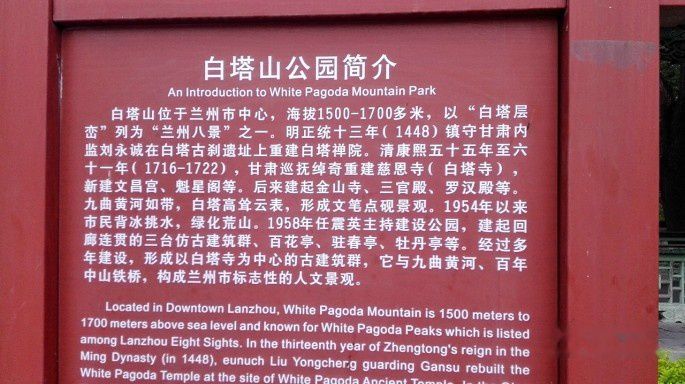 白塔山公园简介
An Introduction to White Pagoda Mountain Park
白塔山位于兰州市中心，海拔1500-1700多米，以“白塔层
峦”列为“兰州八景”之一。明正统十三年（1448）镇守甘肃内
监刘永诚在白塔古刹遗址上重建白塔禅院。清康熙五十五年至六
十一年（1716-1722），甘肃巡抚绰奇重建慈恩寺（白塔寺），
新建文昌宫、魁星阁等。后来建起金山寺、三官殿、罗汉殿等。
九曲黄河如带，白塔高耸云表，形成文笔点砚景观。1954年以来
市民背冰挑水，绿化荒山。1958年任震英主持建设公园，建起回
廊连贯的三台仿古建筑群、百花亭、驻春亭、牡丹亭等。经过多
年建设，形成以白塔寺为中心的古建筑群，它与九曲黄河、百年
中山铁桥，构成兰州市标志性的人文景观。
Located in Downtown Lanzhou, White Pagoda Mountain is 1500 meters to
1700 meters above sea level and known for White Pagoda Peaks which is listed
among Lanzhou Eight Sights. In the thirteenth year of Zhengtong's reign in the
Ming Dynasty (in 1448), eunuch Liu Yongcheng guarding Gansu rebuilt the
White Pagoda Temple at the site of White Pagoda Ancient Temple. In the